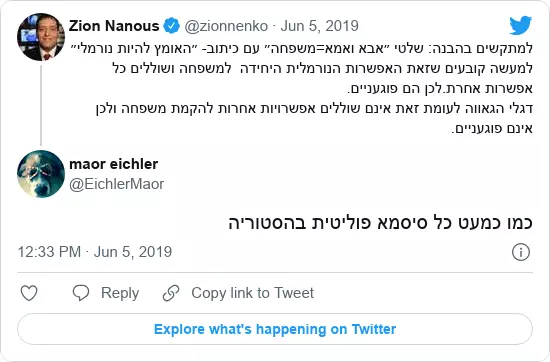 Zion Nanous @zionnenko · Jun 5, 2019
למתקשים בהבנה: שלטי ״אבא ואמא=משפחה״ עם כיתוב- ״האומץ להיות נורמלי״
למעשה קובעים שזאת האפשרות הנורמלית היחידה למשפחה ושוללים כל
אפשרות אחרת.לכן הם פוגעניים.
דגלי הגאווה לעומת זאת אינם שוללים אפשרויות אחרות להקמת משפחה ולכן
אינם פוגעניים.
maor eichler
@EichlerMaor
כמו כמעט כל סיסמא פוליטית בהסטוריה
12:33 PM · Jun 5, 2019
Reply
Copy link to Tweet
Explore what's happening on Twitter